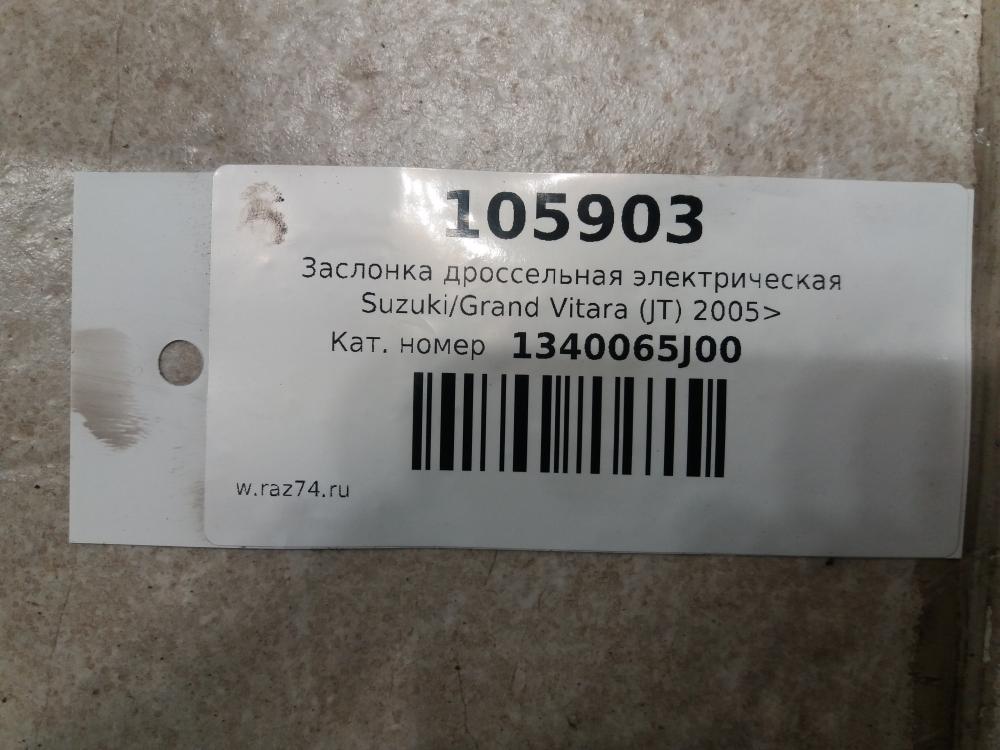 105903
Заслонка дроссельная электрическая
Suzuki/Grand Vitara (JT) 2005>
Кат. номер 1340065J00
w.raz74.ru